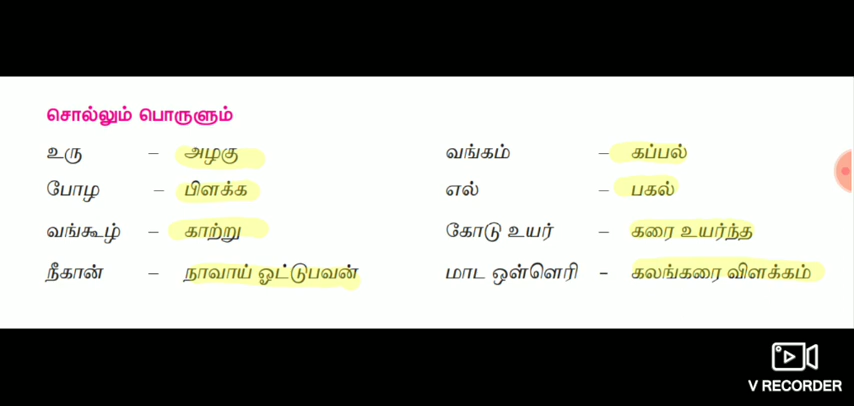 சொல்லும் பொருளும்
உரு – அழகு வங்கம் – கப்பல்
போழ – பிளக்க எல் – பகல்
வங்கூழ் – காற்று கோடு உயர் – கரை உயர்ந்த
நீகான் – நாவாய் ஓட்டுபவன் மாட ஒள்ளெரி - கலங்கரை விளக்கம்
V RECORDER